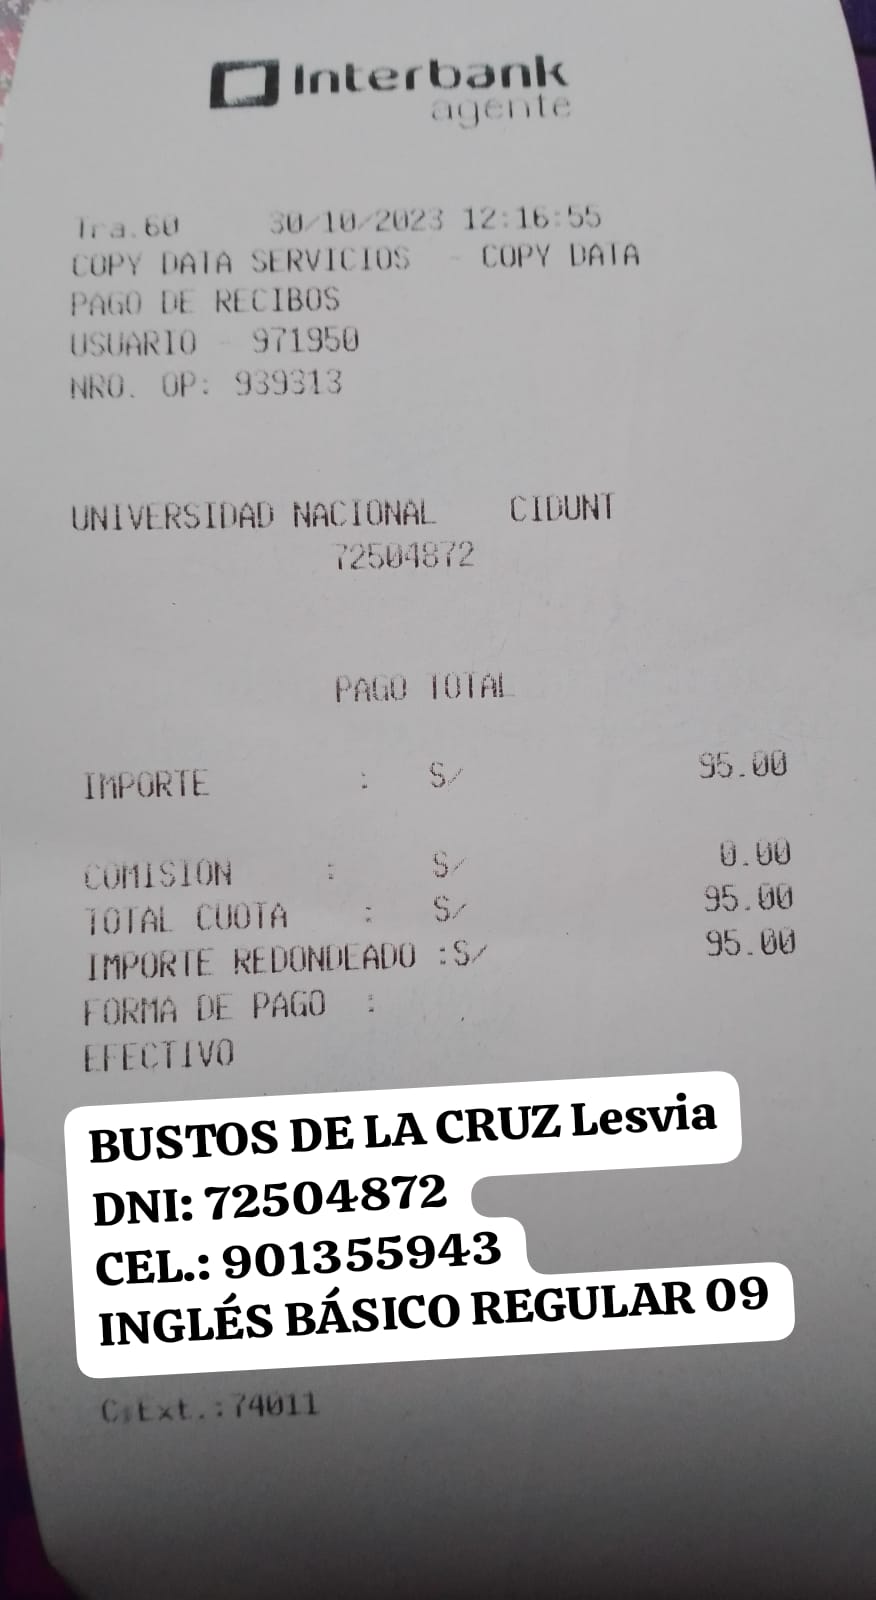 Interbank
agente
Tra.60 30/10/2023 12:16:55
COPY DATA SERVICIOS - COPY DATA
PAGO DE RECIBOS
USUARIO - 971950
NRO. OP: 939313
UNIVERSIDAD NACIONAL CIDUNT
72504872
PAGO TOTAL
IMPORTE : S/ 95.00
COMISION : S/ 0.00
TOTAL CUOTA : S/ 95.00
IMPORTE REDONDEADO :S/ 95.00
FORMA DE PAGO :
EFECTIVO
BUSTOS DE LA CRUZ Lesvia
DNI: 72504872
CEL.: 901355943
INGLÉS BÁSICO REGULAR 09
C.Ext.:74011